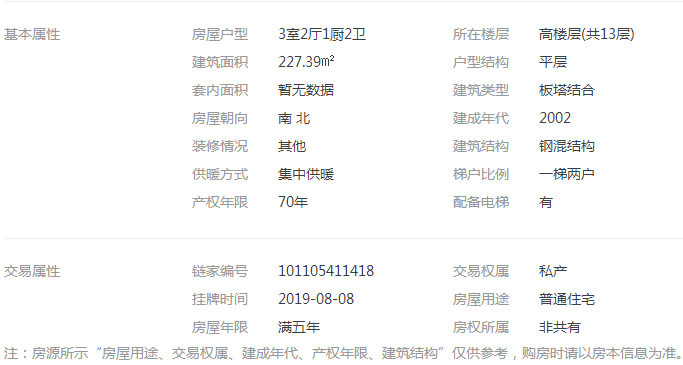 基本属性 房屋户型 3室2厅1厨2卫 所在楼层 高楼层(共13层)
建筑面积 227.39㎡ 户型结构 平层
套内面积 暂无数据 建筑类型 板塔结合
房屋朝向 南 北 建成年代 2002
装修情况 其他 建筑结构 钢混结构
供暖方式 集中供暖 梯户比例 一梯两户
产权年限 70年 配备电梯 有
交易属性 链家编号 101105411418 交易权属 私产
挂牌时间 2019-08-08 房屋用途 普通住宅
房屋年限 满五年 房权所属 非共有
注：房源所示“房屋用途、交易权属、建成年代、产权年限、建筑结构”仅供参考，购房时请以房本信息为准。